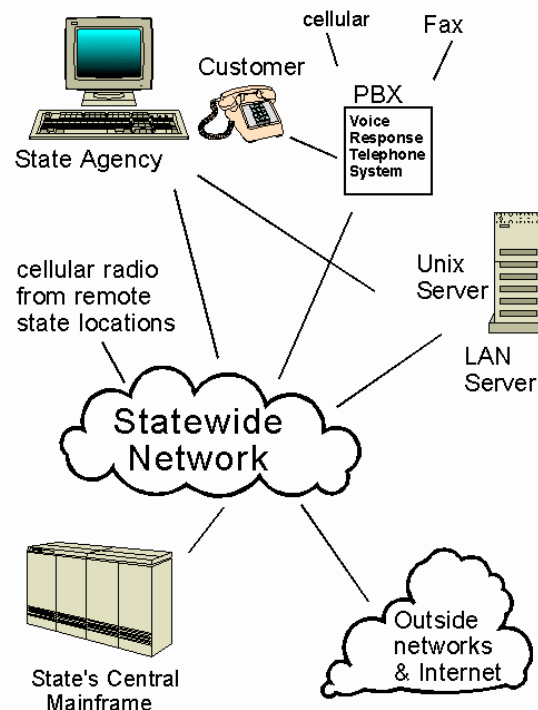 cellular
Fax
Customer
PBX
Voice
Response
Telephone
System
State Agency
Unix
Server
LAN
Server
cellular radio
from remote
state locations
Statewide
Network
Outside
networks
& Internet
State's Central
Mainframe